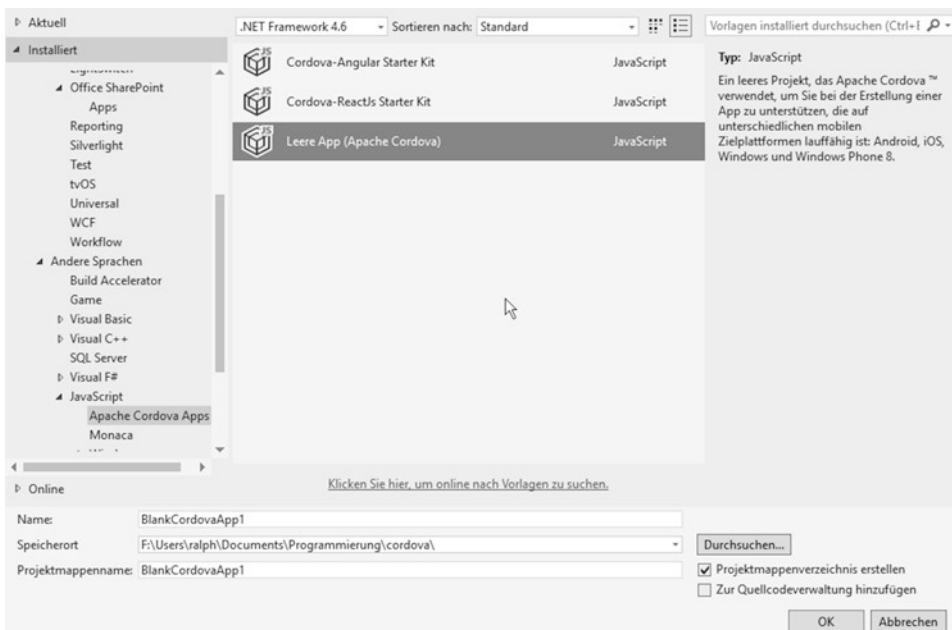 Aktuell
.NET Framework 4.6
Sortieren nach:
Standard
Vorlagen installiert durchsuchen (Ctrl+E
Installiert
LightSwitch
Office SharePoint
Apps
Reporting
Silverlight
Test
tvOS
Universal
WCF
Workflow
Andere Sprachen
Build Accelerator
Game
Visual Basic
Visual C++
SQL Server
Visual F#
JavaScript
Apache Cordova Apps
Monaca
Online
JS
Cordova-Angular Starter Kit
JavaScript
JS
Cordova-ReactJs Starter Kit
JavaScript
JS
Leere App (Apache Cordova)
JavaScript
Klicken Sie hier, um online nach Vorlagen zu suchen.
Typ: JavaScript
Ein leeres Projekt, das Apache Cordova ™
verwendet, um Sie bei der Erstellung einer
App zu unterstützen, die auf
unterschiedlichen mobilen
Zielplattformen lauffähig ist: Android, iOS,
Windows und Windows Phone 8.
Name:
BlankCordovaApp1
Speicherort
F:\Users\ralph\Documents\Programmierung\cordova\
Durchsuchen...
Projektmappenname:
BlankCordovaApp1
Projektmappenverzeichnis erstellen
Zur Quellcodeverwaltung hinzufügen
OK
Abbrechen